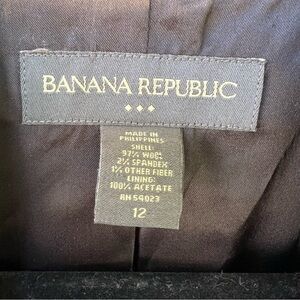 BANANA REPUBLIC
MADE IN
PHILIPPINES
SHELL:
97% WOOL
2% SPANDEX
1% OTHER FIBER
LINING:
100% ACETATE
RN 54023
12